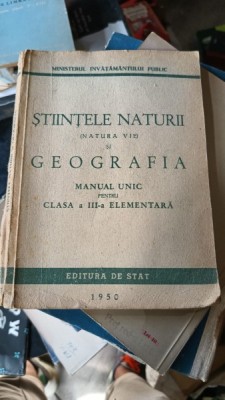 MINISTERUL ÎNVĂȚĂMÂNTULUI PUBLIC
ȘTIINȚELE NATURII
(NATURA VIE)
ȘI
GEOGRAFIA
MANUAL UNIC
PENTRU
CLASA a III-a ELEMENTARĂ
EDITURA DE STAT
1950